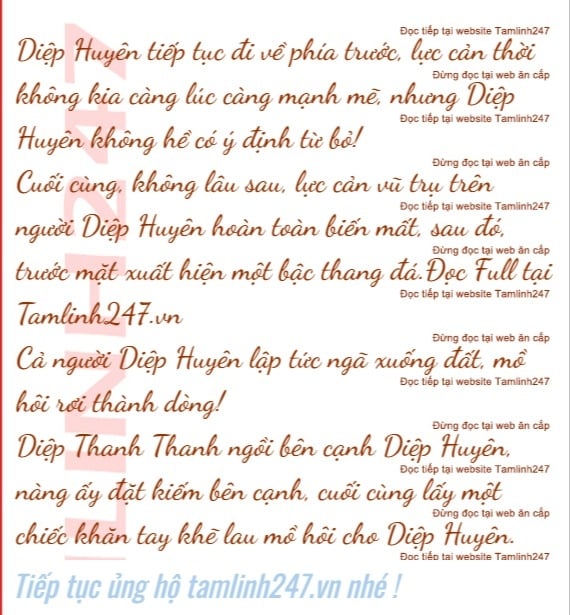 Đọc tiếp tại website Tamlinh247
Diệp Huyên tiếp tục đi về phía trước, lực cản thời
Đừng đọc tại web ăn cắp
không kia càng lúc càng mạnh mẽ, nhưng Diệp
Đọc tiếp tại website Tamlinh247
Huyên không hề có ý định từ bỏ!
Đừng đọc tại web ăn cắp
Cuối cùng, không lâu sau, lực cản vũ trụ trên
Đọc tiếp tại website Tamlinh247
người Diệp Huyên hoàn toàn biến mất, sau đó,
Đừng đọc tại web ăn cắp
trước mặt xuất hiện một bậc thang đá.Đọc Full tại
Đọc tiếp tại website Tamlinh247
Tamlinh247.vn
Đừng đọc tại web ăn cắp
Cả người Diệp Huyên lập tức ngã xuống đất, mồ
Đọc tiếp tại website Tamlinh247
hôi rơi thành dòng!
Đừng đọc tại web ăn cắp
Diệp Thanh Thanh ngồi bên cạnh Diệp Huyên,
Đọc tiếp tại website Tamlinh247
nàng ấy đặt kiếm bên cạnh, cuối cùng lấy một
Đừng đọc tại web ăn cắp
chiếc khăn tay khẽ lau mồ hôi cho Diệp Huyên.
Đọc tiếp tại website Tamlinh247
Tiếp tục ủng hộ tamlinh247.vn nhé !
LINH247